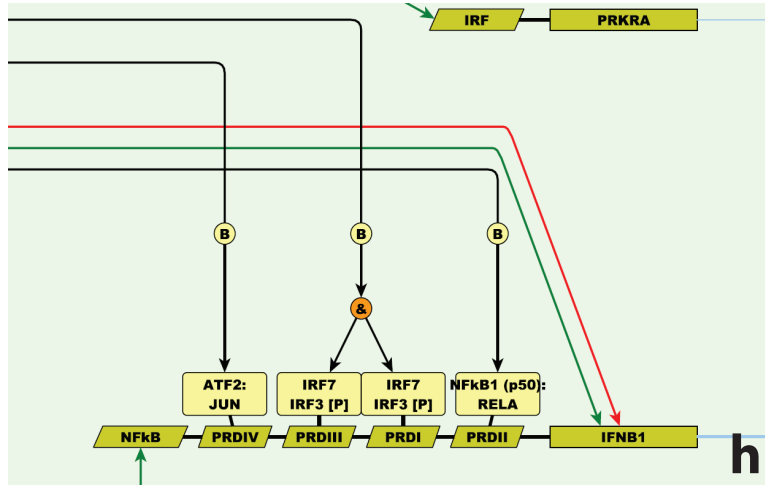 IRF PRKRA
B B B
&
ATF2: IRF7 IRF7 NFkB1 (p50):
JUN IRF3 [P] IRF3 [P] RELA
NFkB PRDIV PRDIII PRDI PRDII IFNB1
h